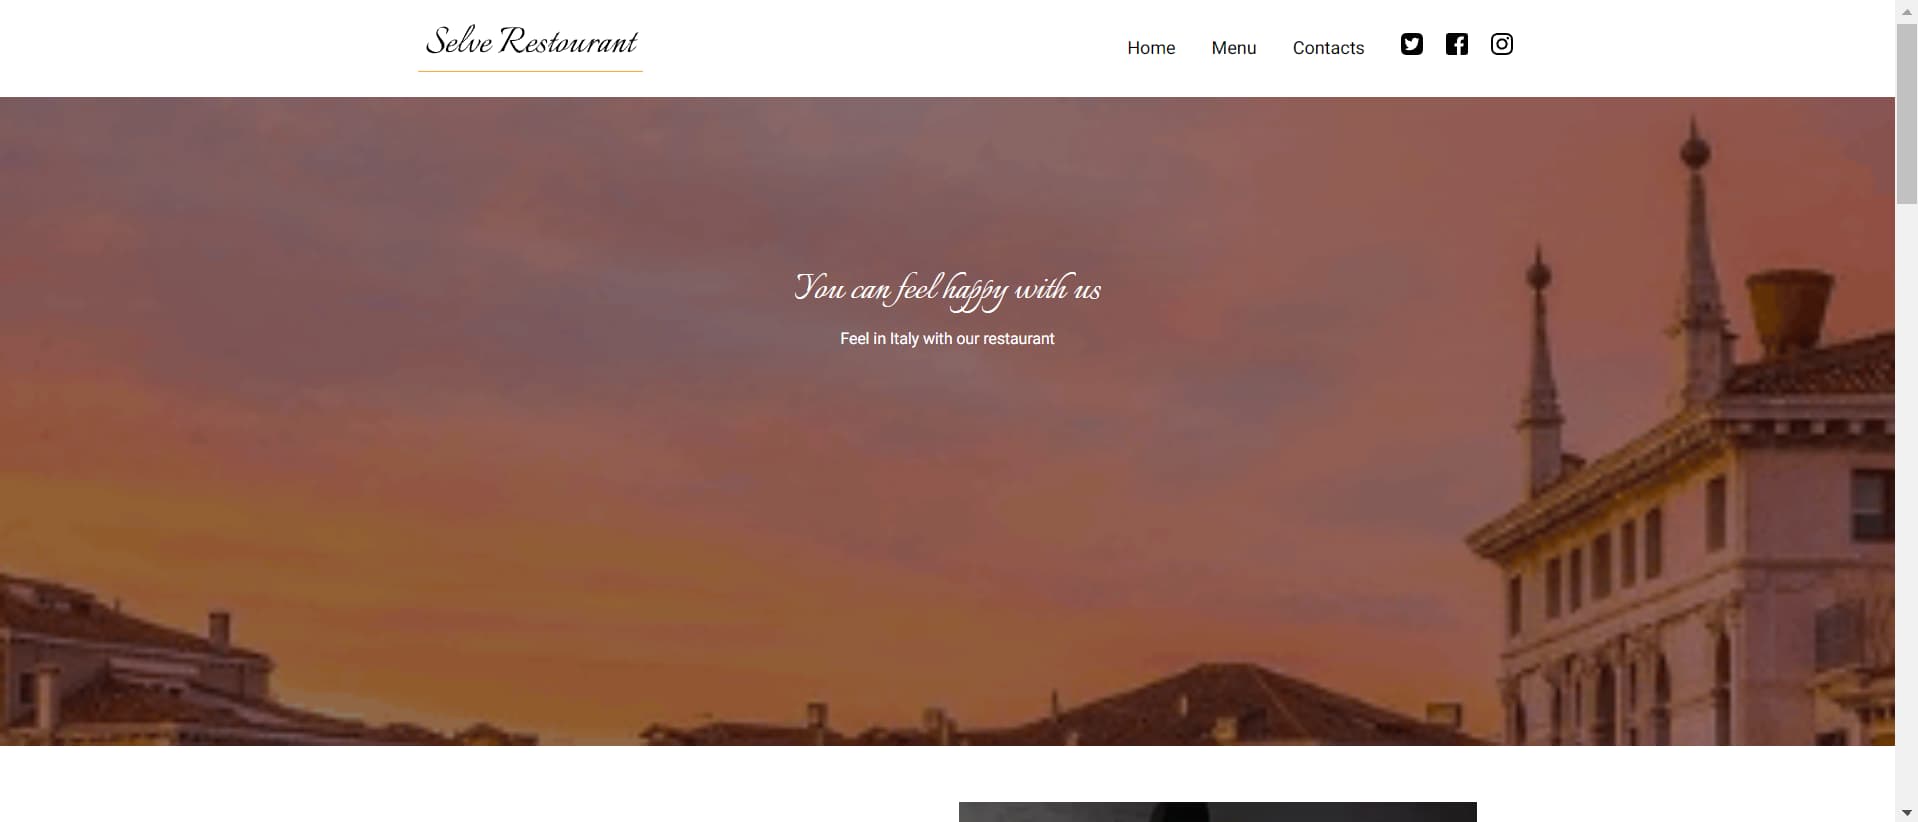 Selve Restourant
Home Menu Contacts
You can feel happy with us
Feel in Italy with our restaurant